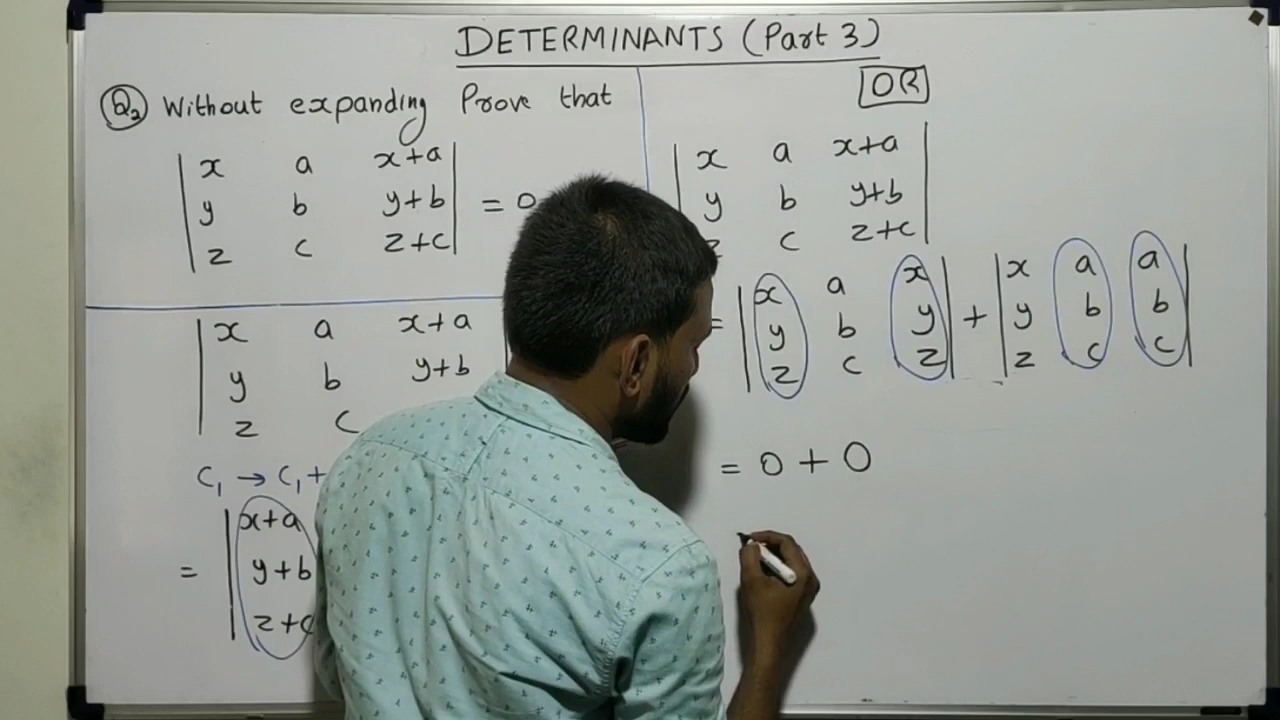 DETERMINANTS (Part 3)
Q₂ Without expanding Prove that
| x a x+a |
| y b y+b | = 0
| z c z+c |
| x a x+a
| y b y+b
| z c
C₁ → C₁ +
| x+a
= | y+b
| z+c
OR
| x a x+a |
y b y+b |
z c z+c |
| x a x | | x a a |
= | y b y | + | y b b |
| z c z | | z c c |
= 0 + 0